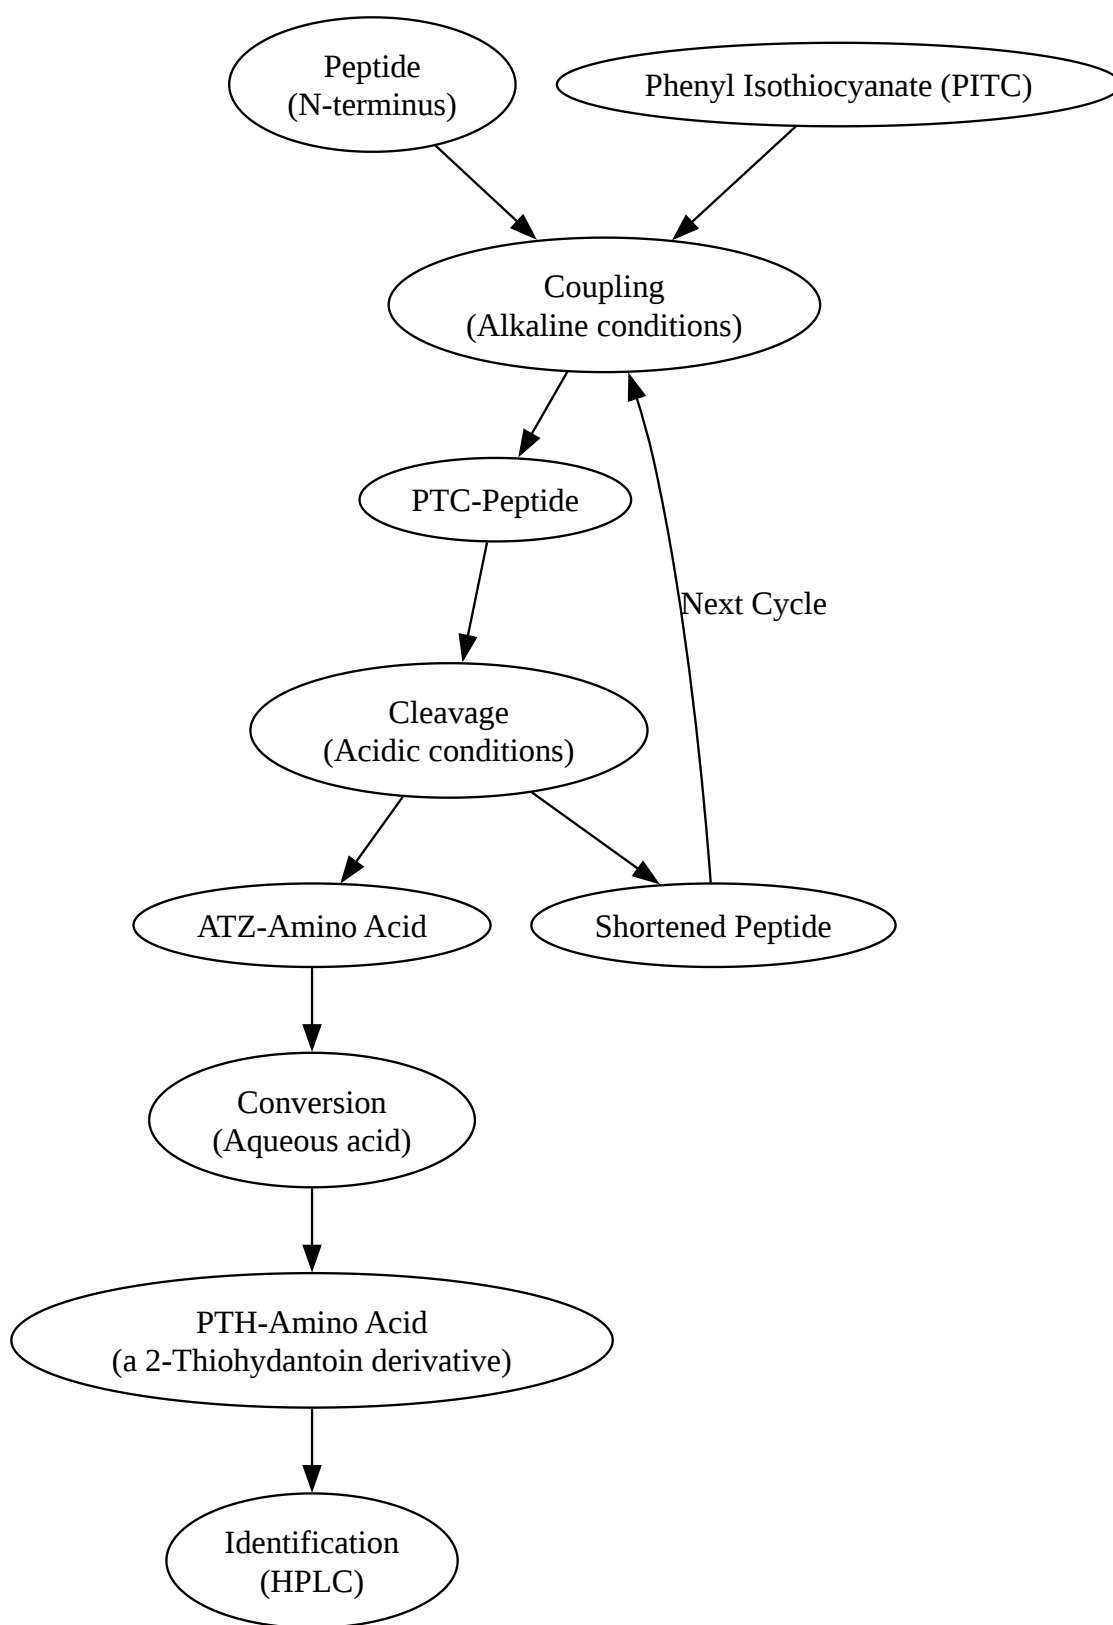 Peptide
(N-terminus)
Phenyl Isothiocyanate (PITC)
Coupling
(Alkaline conditions)
PTC-Peptide
Next Cycle
Cleavage
(Acidic conditions)
ATZ-Amino Acid
Shortened Peptide
Conversion
(Aqueous acid)
PTH-Amino Acid
(a 2-Thiohydantoin derivative)
Identification
(HPLC)